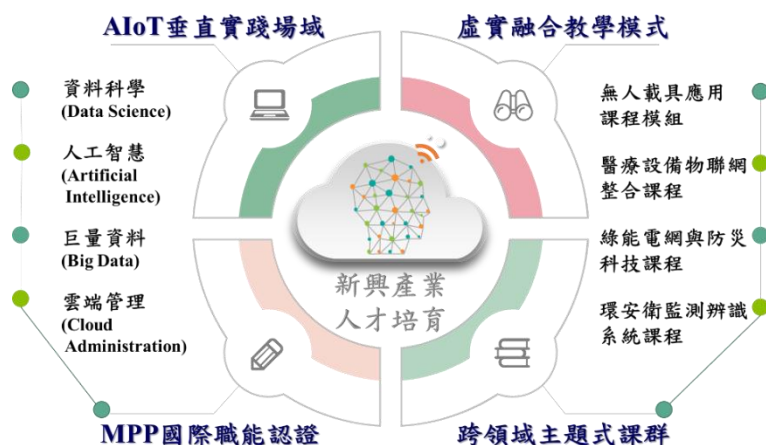 AIoT垂直實踐場域
虛實融合教學模式
資料科學
(Data Science)
人工智慧
(Artificial
Intelligence)
巨量資料
(Big Data)
雲端管理
(Cloud
Administration)
新興產業
人才培育
無人載具應用
課程模組
醫療設備物聯網
整合課程
綠能電網與防災
科技課程
環安衛監測辨識
系統課程
MPP國際職能認證
跨領域主題式課群